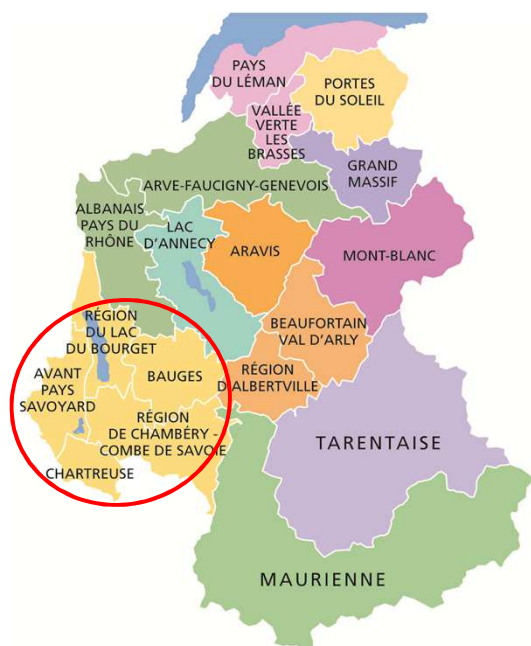 PAYS
DU LÉMAN
PORTES
DU SOLEIL
VALLÉE
VERTE
LES
BRASSES
GRAND
MASSIF
ARVE-FAUCIGNY-GENEVOIS
ALBANAIS
PAYS DU
RHÔNE
LAC
D'ANNECY
ARAVIS
MONT-BLANC
RÉGION
DU LAC
DU BOURGET
BEAUFORTAIN
VAL D'ARLY
AVANT
PAYS
SAVOYARD
BAUGES
RÉGION
D'ALBERTVILLE
RÉGION
DE CHAMBÉRY -
COMBE DE SAVOIE
CHARTREUSE
TARENTAISE
MAURIENNE